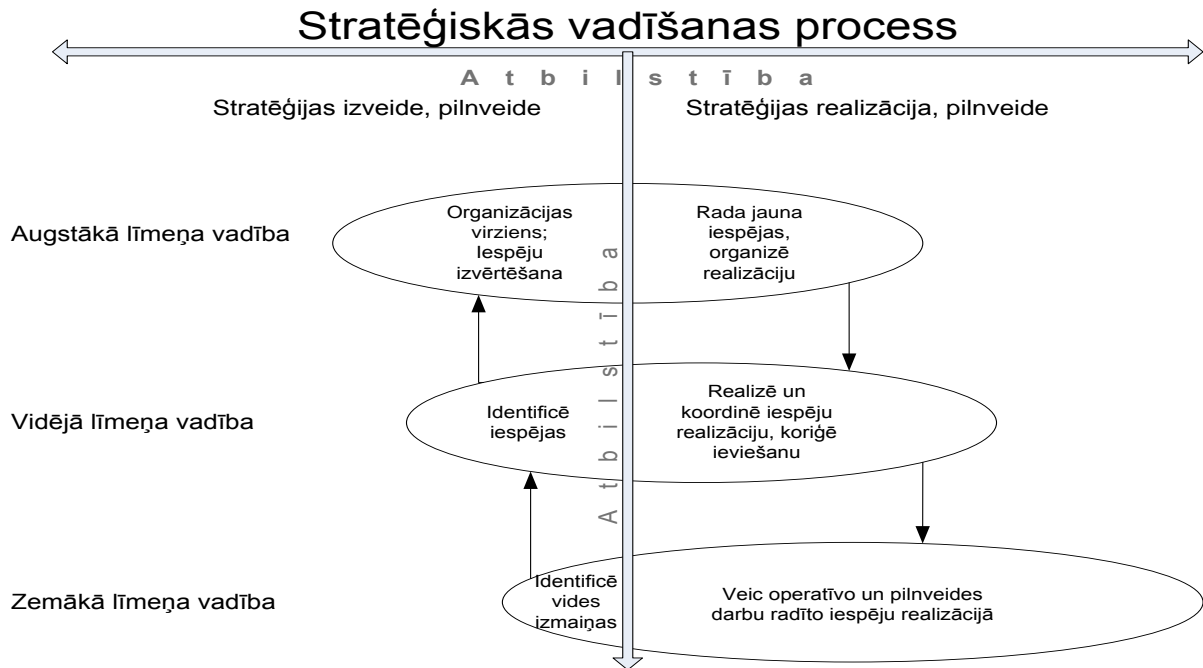 Stratēģiskās vadīšanas process
Atbilstība
Stratēģijas izveide, pilnveide
Stratēģijas realizācija, pilnveide
Augstākā līmeņa vadība
Organizācijas
virziens;
Iespēju
izvērtēšana
Rada jauna
iespējas,
organizē
realizāciju
Atbilstība
Vidējā līmeņa vadība
Identificē
iespējas
Realizē un
koordinē iespēju
realizāciju, koriģē
ieviešanu
Zemākā līmeņa vadība
Identificē
vides
izmaiņas
Veic operatīvo un pilnveides
darbu radīto iespēju realizācijā